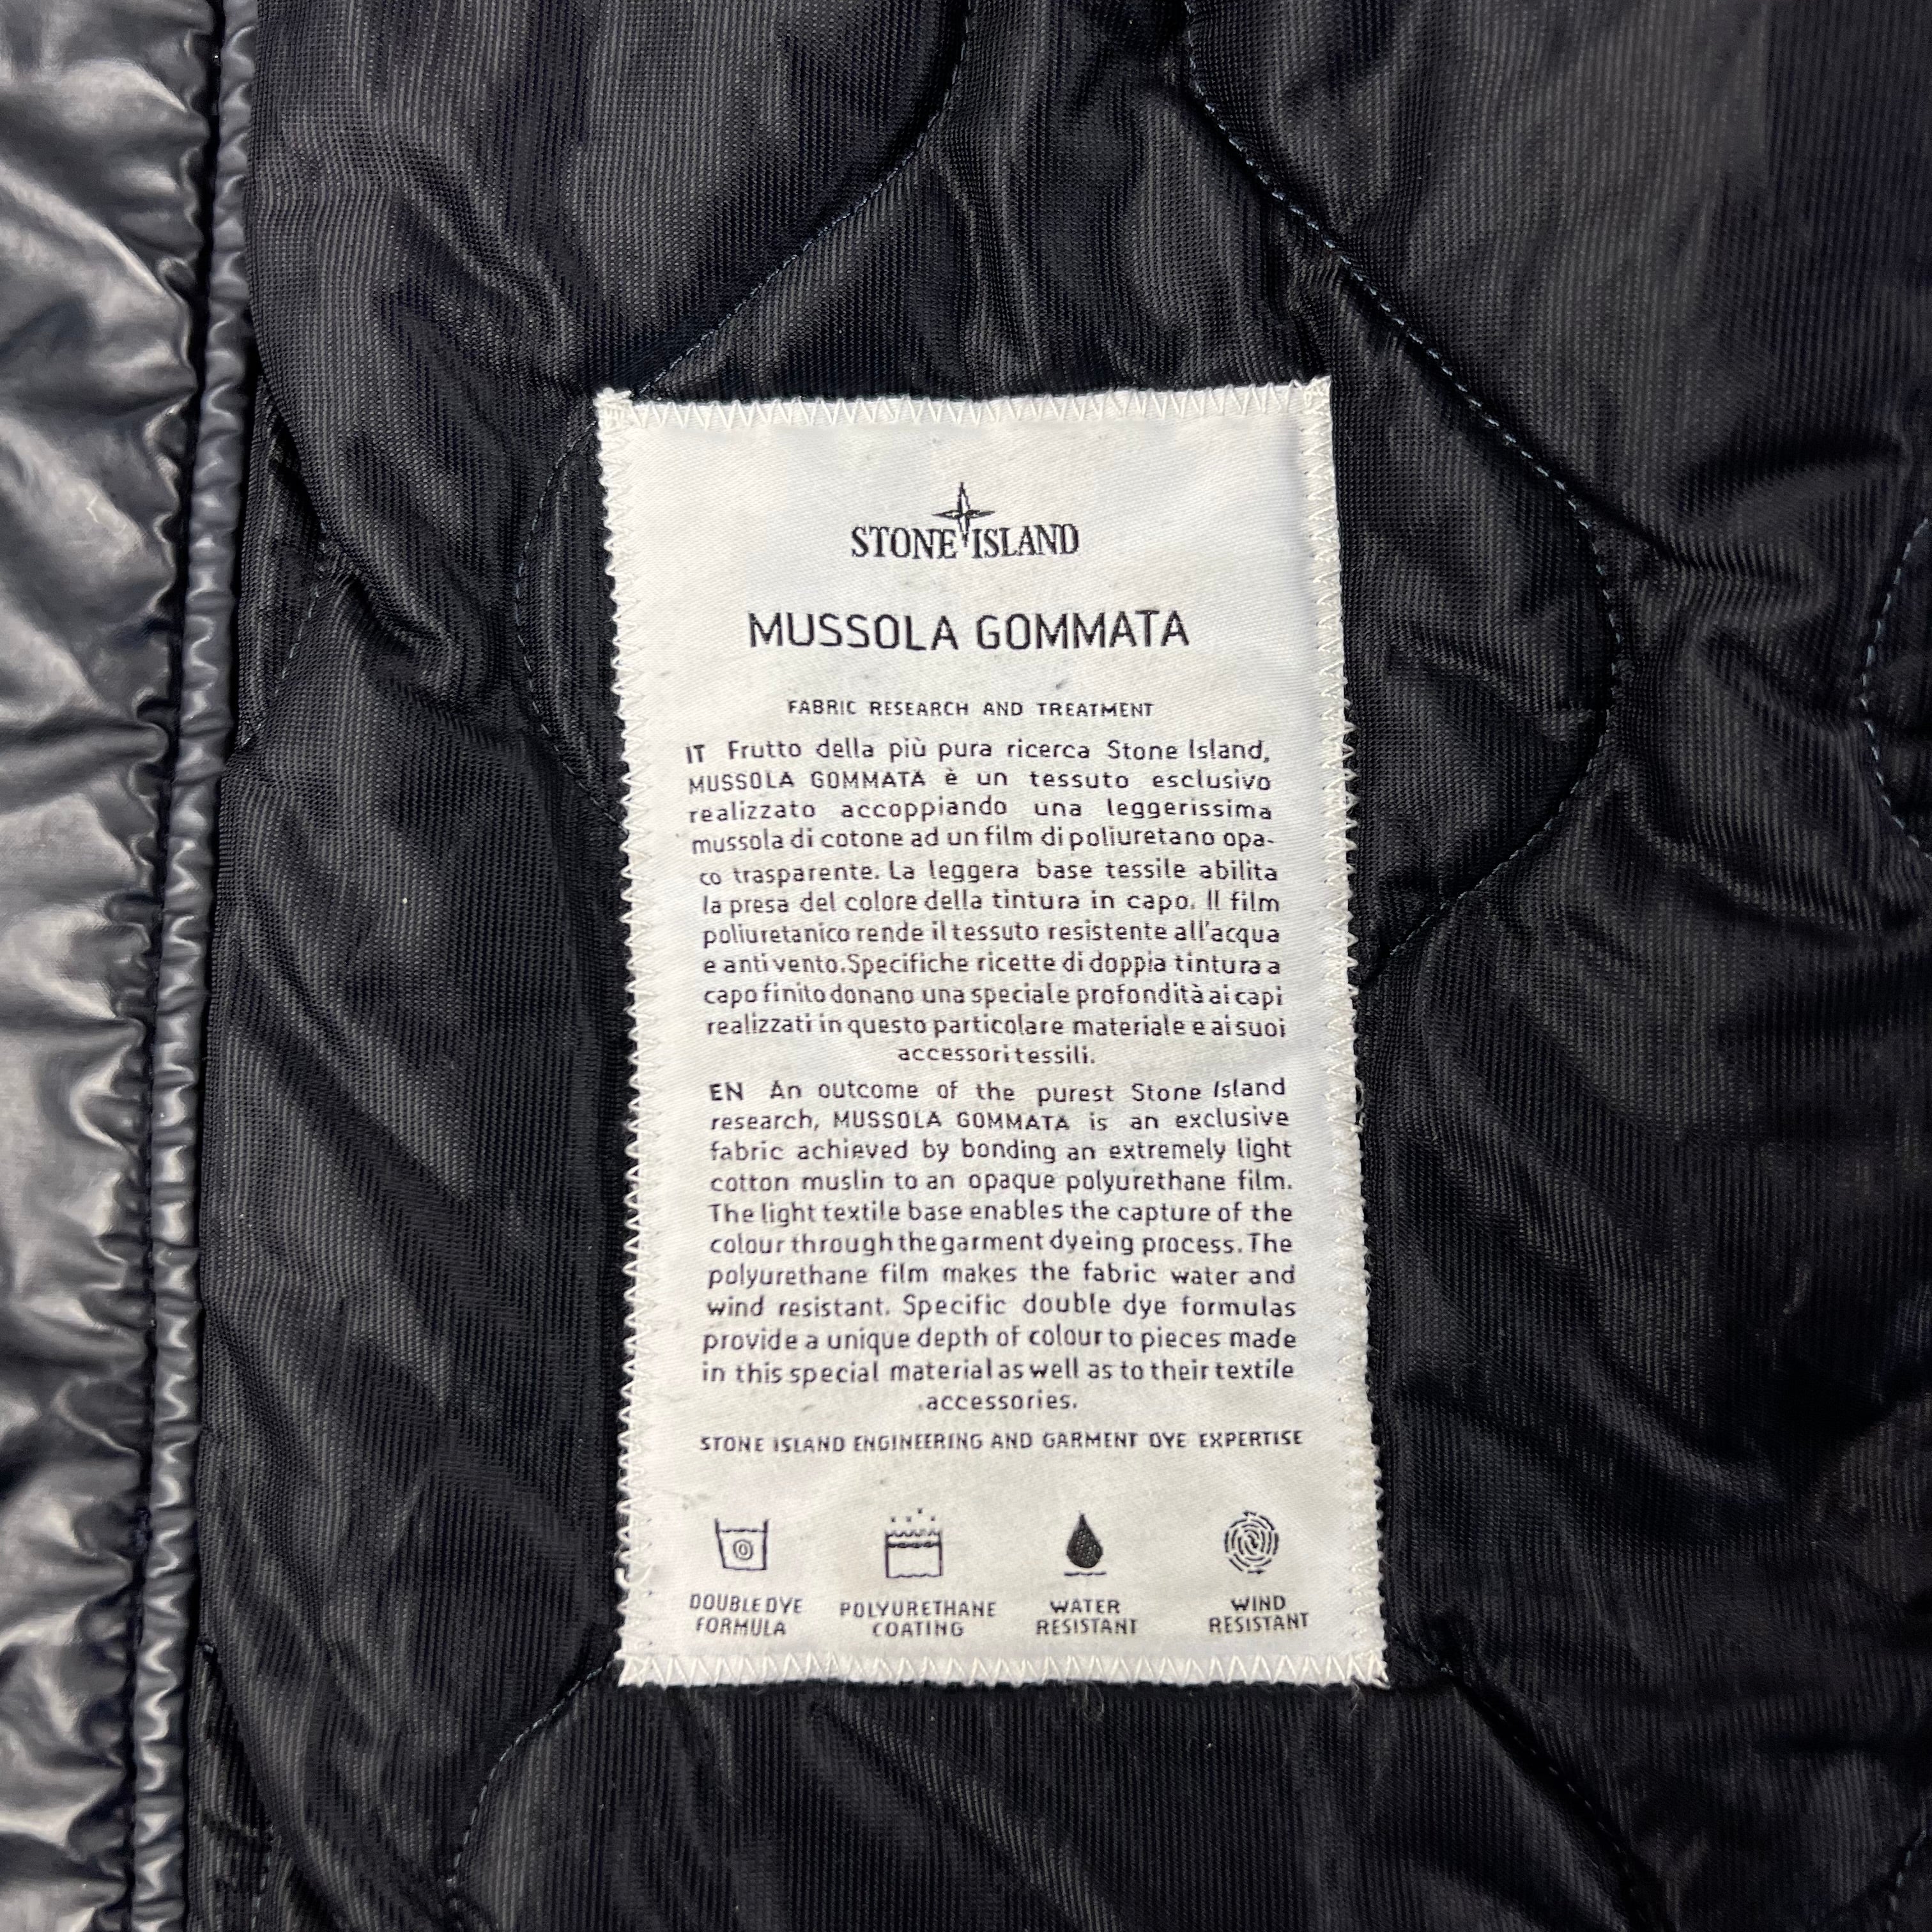 STONE ISLAND
MUSSOLA GOMMATA
FABRIC RESEARCH AND TREATMENT
IT Frutto della più pura ricerca Stone Island,
MUSSOLA GOMMATA è un tessuto esclusivo
realizzato accoppiando una leggerissima
mussola di cotone ad un film di poliuretano opa-
co trasparente. La leggera base tessile abilita
la presa del colore della tintura in capo. Il film
poliuretanico rende il tessuto resistente all'acqua
e anti vento. Specifiche ricette di doppia tintura a
capo finito donano una speciale profondità ai capi
realizzati in questo particolare materiale e ai suoi
accessori tessili.
EN An outcome of the purest Stone Island
research, MUSSOLA GOMMATA is an exclusive
fabric achieved by bonding an extremely light
cotton muslin to an opaque polyurethane film.
The light textile base enables the capture of the
colour through the garment dyeing process. The
polyurethane film makes the fabric water and
wind resistant. Specific double dye formulas
provide a unique depth of colour to pieces made
in this special material as well as to their textile
accessories.
STONE ISLAND ENGINEERING AND GARMENT DYE EXPERTISE
DOUBLE DYE POLYURETHANE WATER WIND
FORMULA COATING RESISTANT RESISTANT